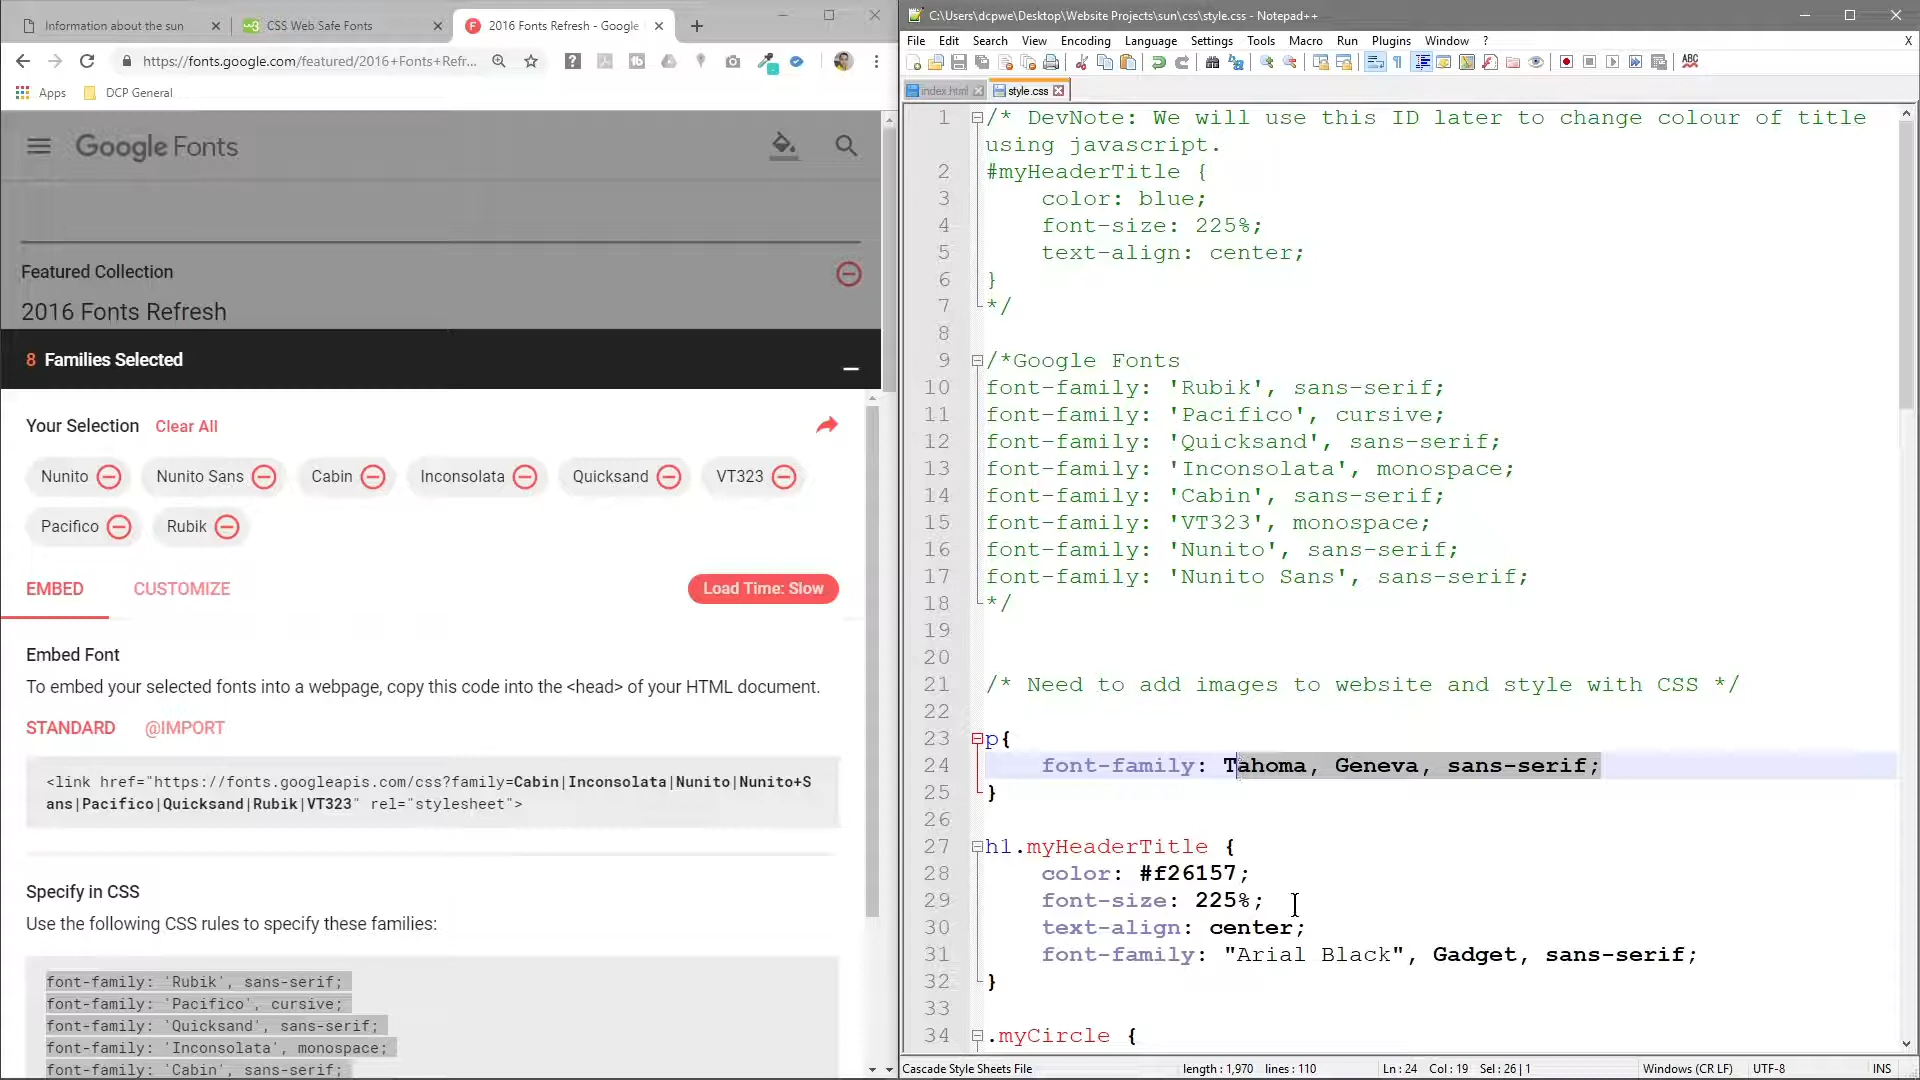 Information about the sun
CSS Web Safe Fonts
2016 Fonts Refresh - Google
https://fonts.google.com/featured/2016+Fonts+Refr...
Apps
DCP General
Google Fonts
Featured Collection
2016 Fonts Refresh
8 Families Selected
Your Selection Clear All
Nunito
Nunito Sans
Cabin
Inconsolata
Quicksand
VT323
Pacifico
Rubik
EMBED
CUSTOMIZE
Load Time: Slow
Embed Font
To embed your selected fonts into a webpage, copy this code into the <head> of your HTML document.
STANDARD
@IMPORT
<link href="https://fonts.googleapis.com/css?family=Cabin|Inconsolata|Nunito|Nunito+S
ans|Pacifico|Quicksand|Rubik|VT323" rel="stylesheet">
Specify in CSS
Use the following CSS rules to specify these families:
font-family: 'Rubik', sans-serif;
font-family: 'Pacifico', cursive;
font-family: 'Quicksand', sans-serif;
font-family: 'Inconsolata', monospace;
font-family: 'Cabin', sans-serif;
C:\Users\dcpwe\Desktop\Website Projects\sun\css\style.css - Notepad++
File Edit Search View Encoding Language Settings Tools Macro Run Plugins Window ? X
ABC
index.html
style.css
1 /* DevNote: We will use this ID later to change colour of title
using javascript.
2 #myHeaderTitle {
3 color: blue;
4 font-size: 225%;
5 text-align: center;
6 }
7 */
8
9 /*Google Fonts
10 font-family: 'Rubik', sans-serif;
11 font-family: 'Pacifico', cursive;
12 font-family: 'Quicksand', sans-serif;
13 font-family: 'Inconsolata', monospace;
14 font-family: 'Cabin', sans-serif;
15 font-family: 'VT323', monospace;
16 font-family: 'Nunito', sans-serif;
17 font-family: 'Nunito Sans', sans-serif;
18 */
19
20
21 /* Need to add images to website and style with CSS */
22
23 p{
24 font-family: Tahoma, Geneva, sans-serif;
25 }
26
27 h1.myHeaderTitle {
28 color: #f26157;
29 font-size: 225%;
30 text-align: center;
31 font-family: "Arial Black", Gadget, sans-serif;
32 }
33
34 .myCircle {
Cascade Style Sheets File length : 1,970 lines : 110 Ln : 24 Col : 19 Sel : 26 | 1 Windows (CR LF) UTF-8 INS